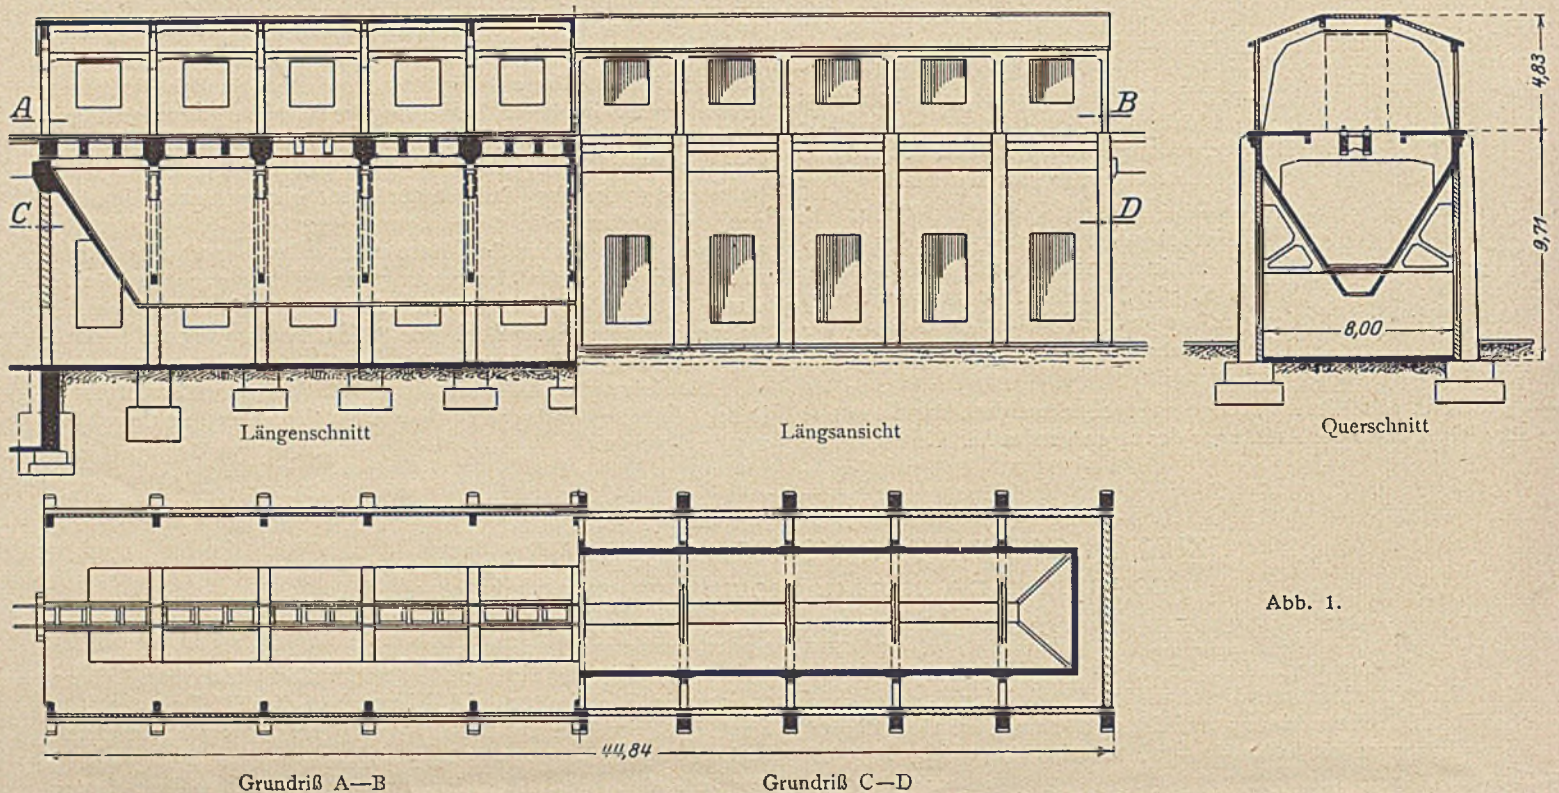 A
B
4,83
C
D
9,71
8,00
Längenschnitt
Längsansicht
Querschnitt
Abb. 1.
44,84
Grundriß A—B
Grundriß C—D